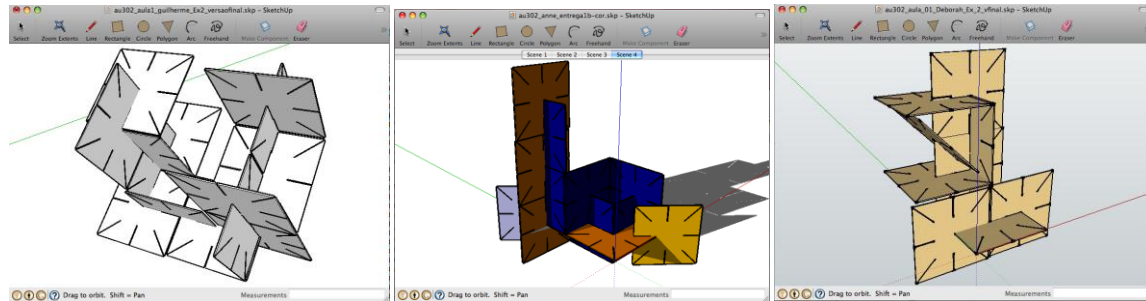 au302_aula1_guilherme_Ex2_versaofinal.skp – SketchUp
Select Zoom Extents Line Rectangle Circle Polygon Arc Freehand Make Component Eraser
Drag to orbit. Shift = Pan Measurements
au302_anne_entrega1b-cor.skp – SketchUp
Select Zoom Extents Line Rectangle Circle Polygon Arc Freehand Make Component Eraser
Scene 1 Scene 2 Scene 3 Scene 4
Drag to orbit. Shift = Pan Measurements
au302_aula_01_Deborah_Ex_2_vfinal.skp – SketchUp
Select Zoom Extents Line Rectangle Circle Polygon Arc Freehand Make Component Eraser
Drag to orbit. Shift = Pan Measurements